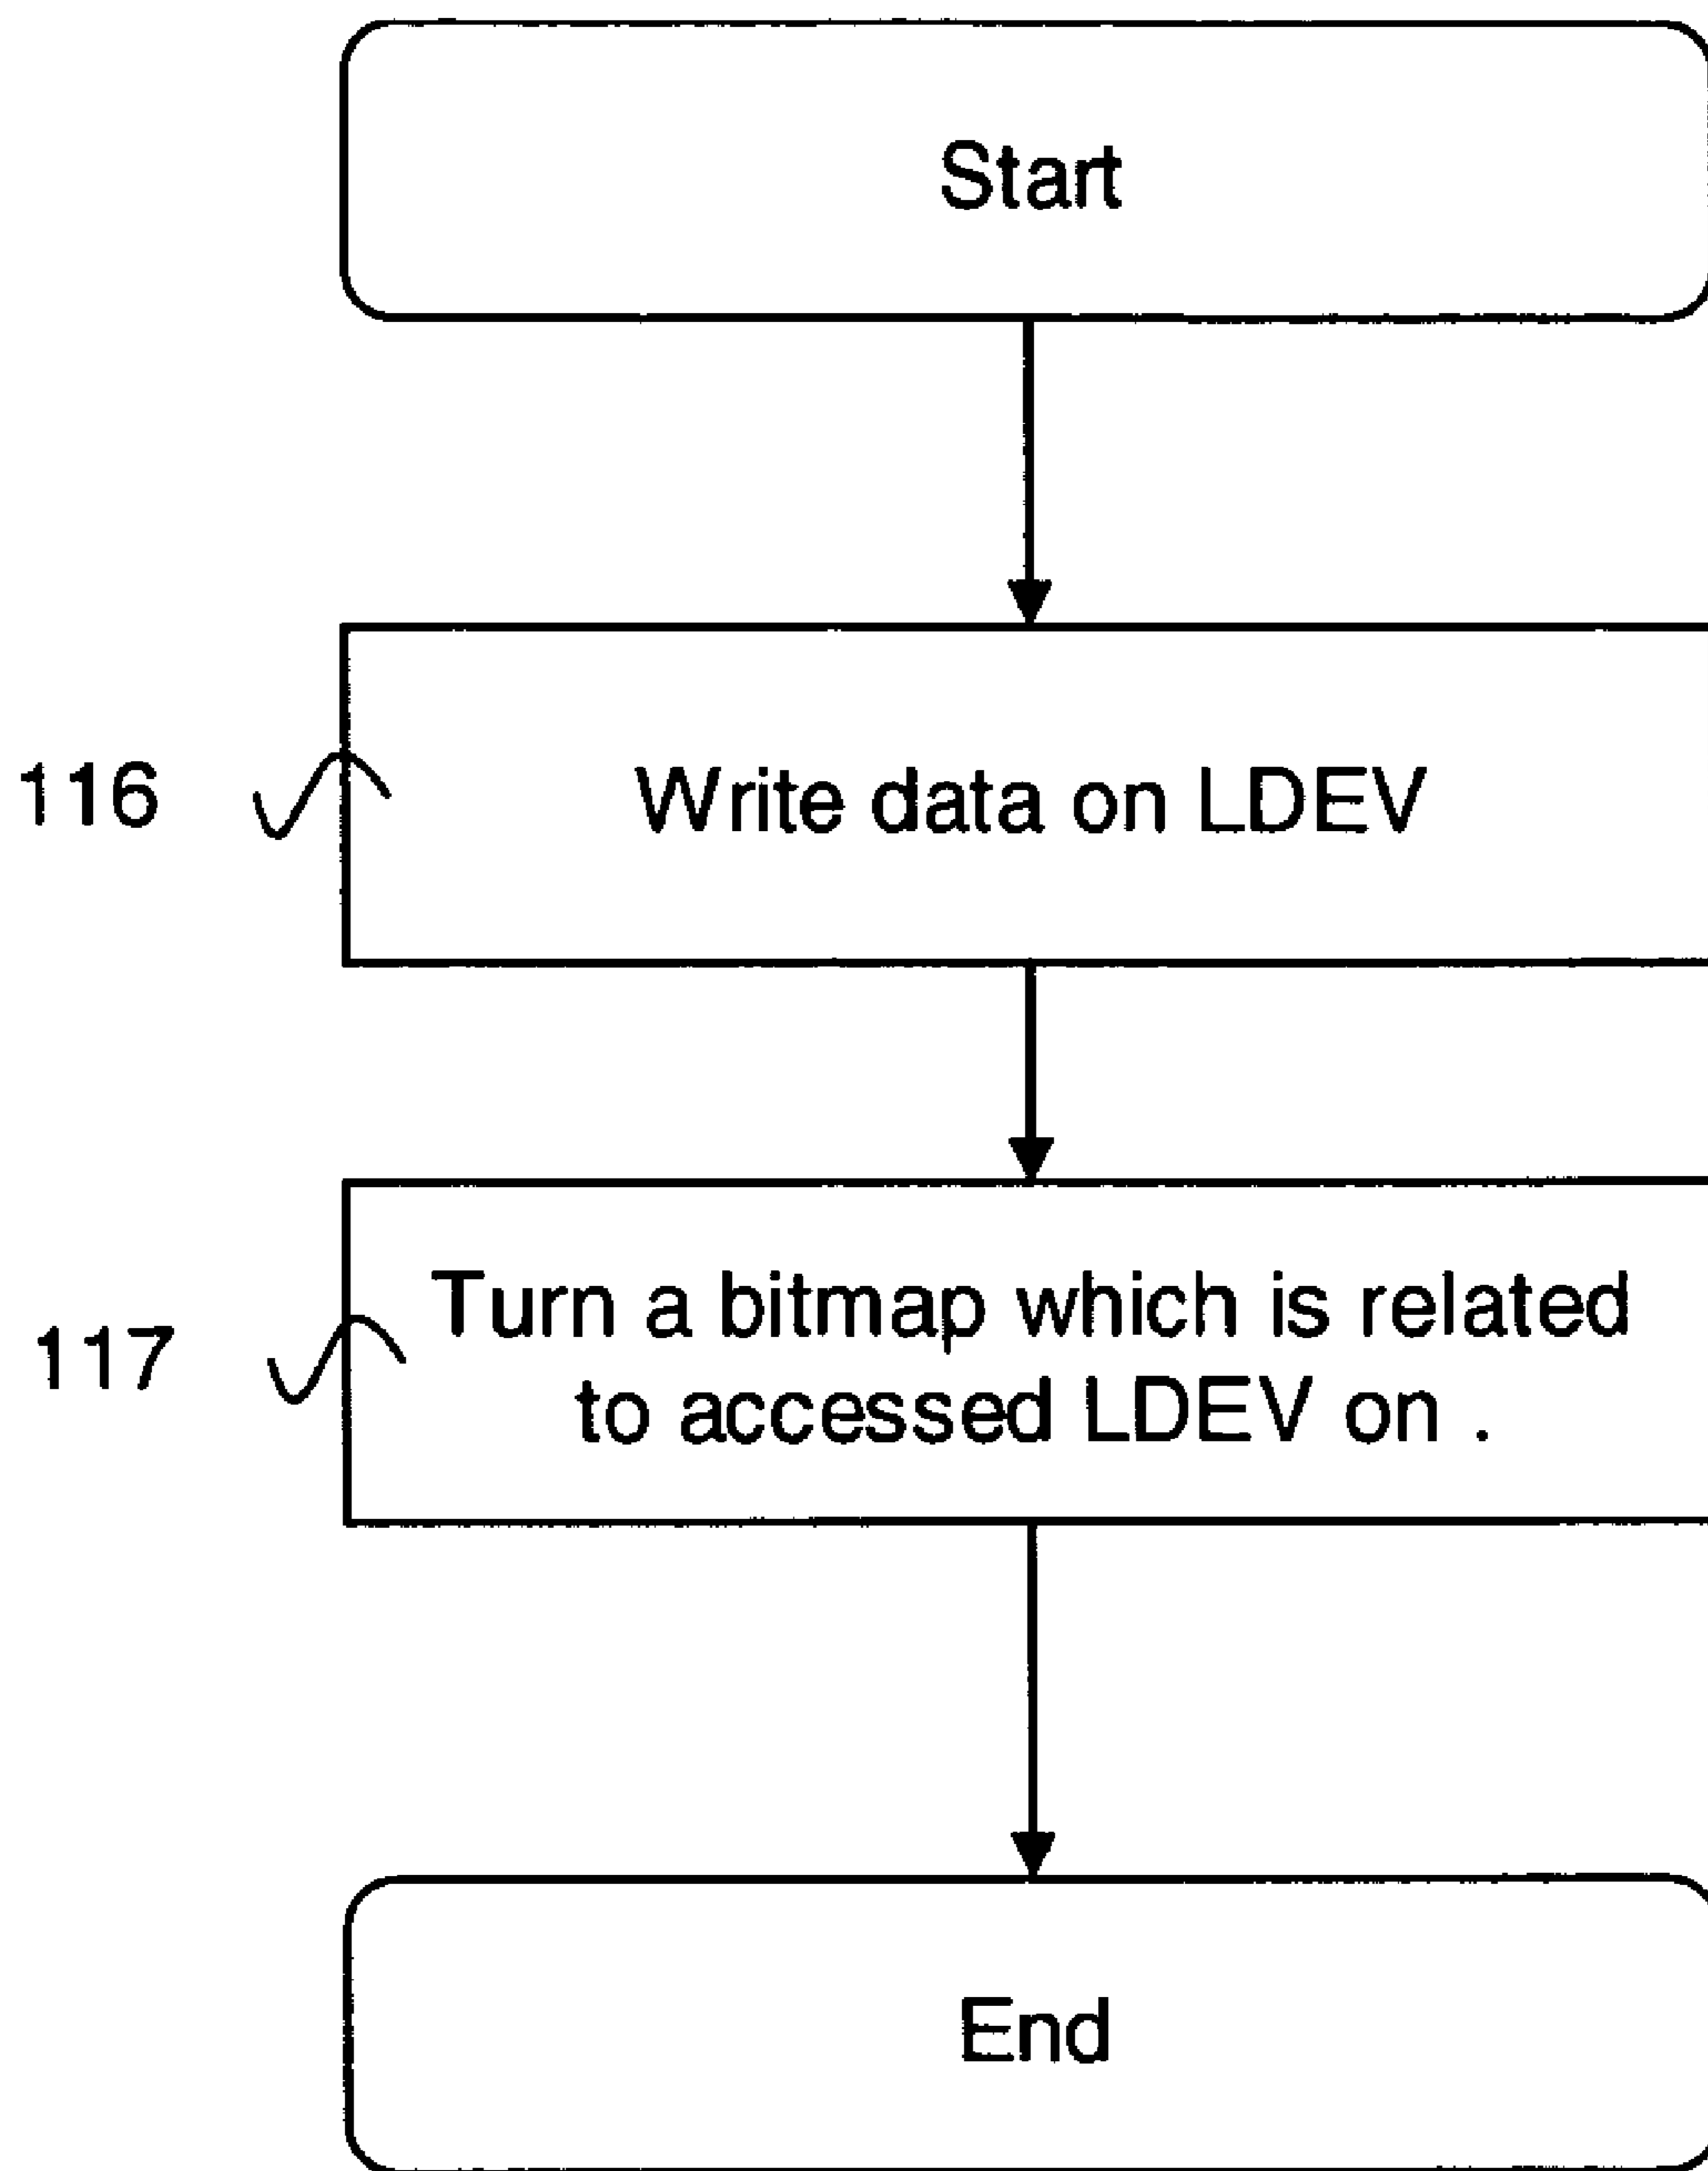 Start
116
Write data on LDEV
117
Turn a bitmap which is related
to accessed LDEV on .
End